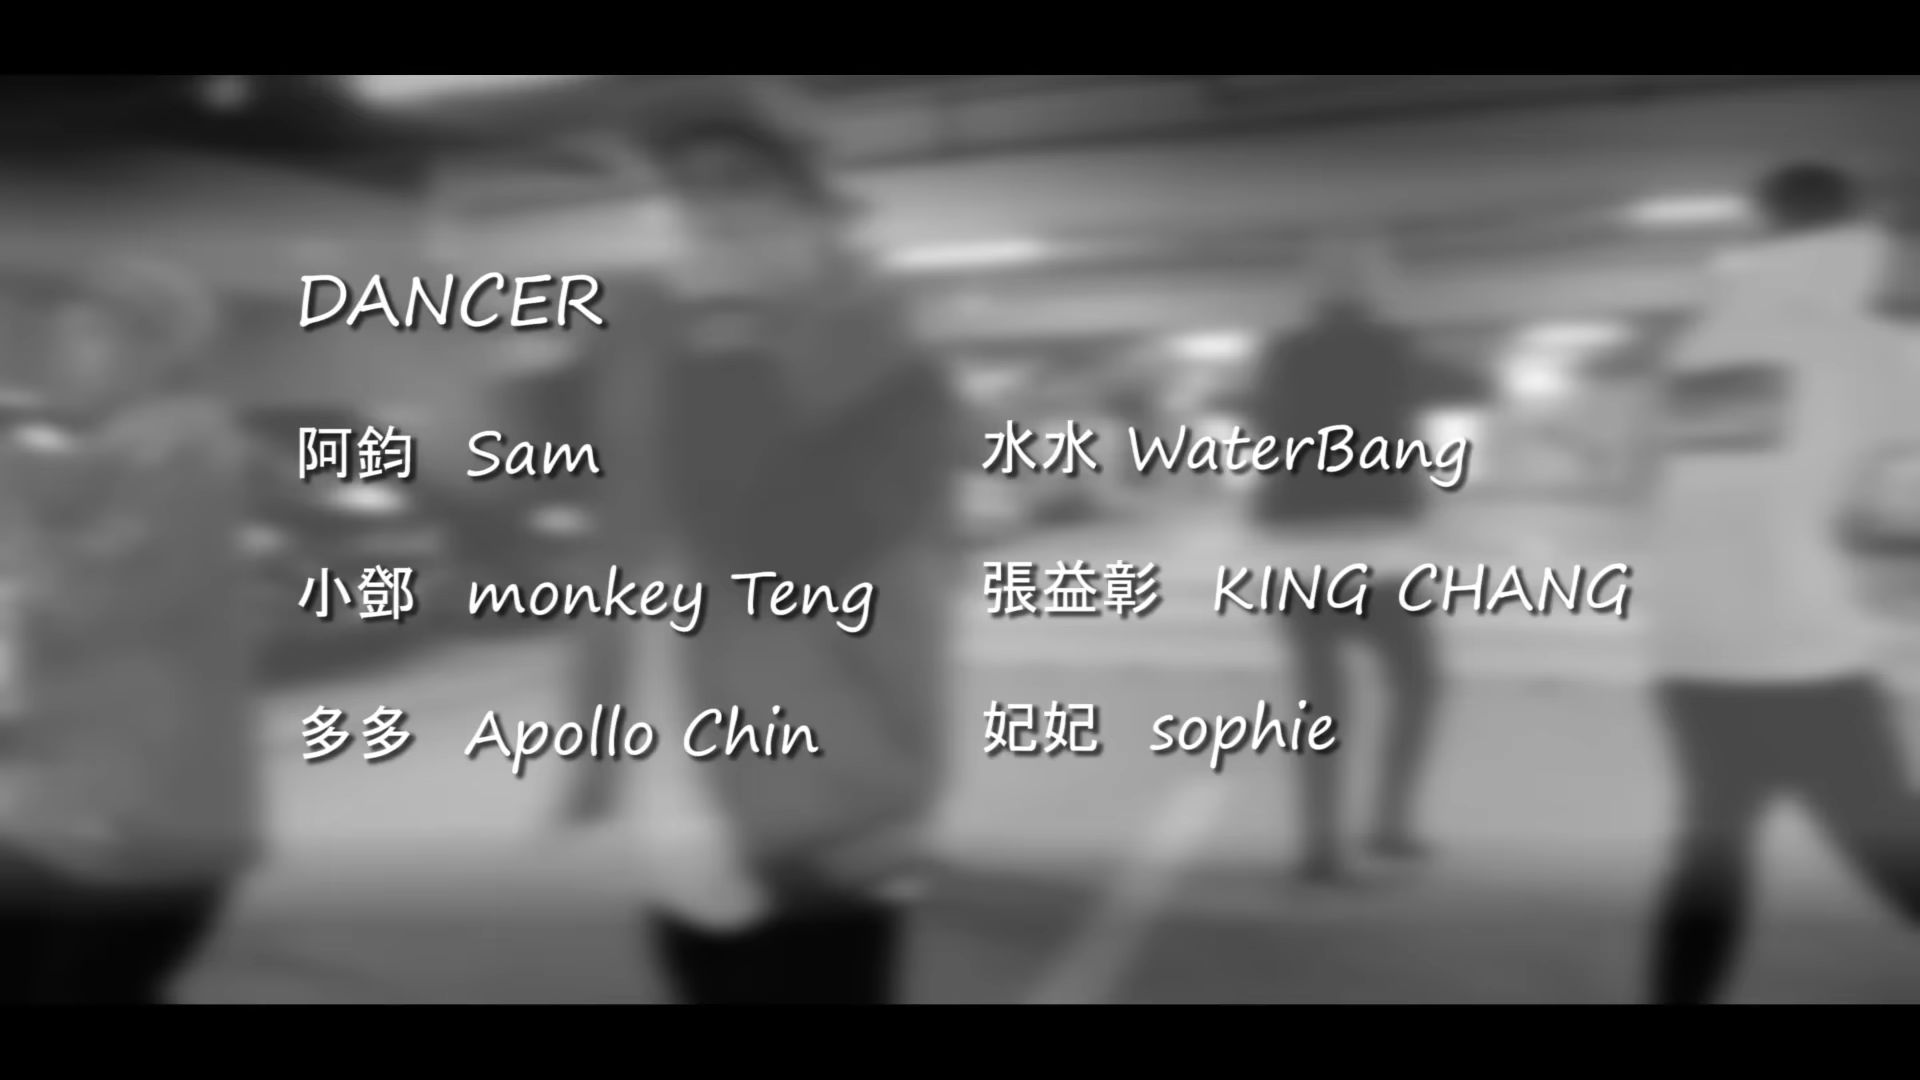 DANCER
阿鈞 Sam
水水 WaterBang
小鄧 monkey Teng
張益彰 KING CHANG
多多 Apollo Chin
妃妃 sophie